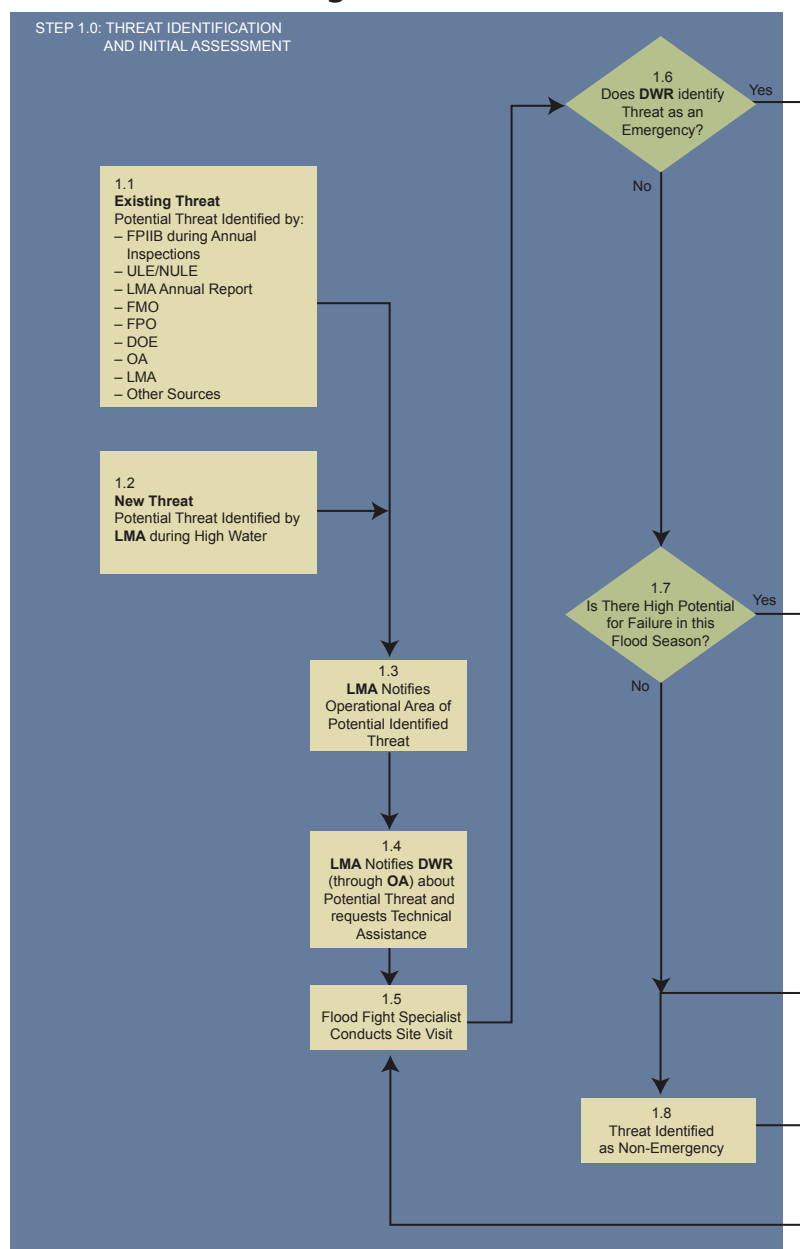 STEP 1.0: THREAT IDENTIFICATION
AND INITIAL ASSESSMENT
1.1
Existing Threat
Potential Threat Identified by:
– FPIIB during Annual
Inspections
– ULE/NULE
– LMA Annual Report
– FMO
– FPO
– DOE
– OA
– LMA
– Other Sources
1.2
New Threat
Potential Threat Identified by
LMA during High Water
1.3
LMA Notifies
Operational Area of
Potential Identified
Threat
1.4
LMA Notifies DWR
(through OA) about
Potential Threat and
requests Technical
Assistance
1.5
Flood Fight Specialist
Conducts Site Visit
1.6
Does DWR identify
Threat as an
Emergency?
Yes
No
1.7
Is There High Potential
for Failure in this
Flood Season?
Yes
No
1.8
Threat Identified
as Non-Emergency